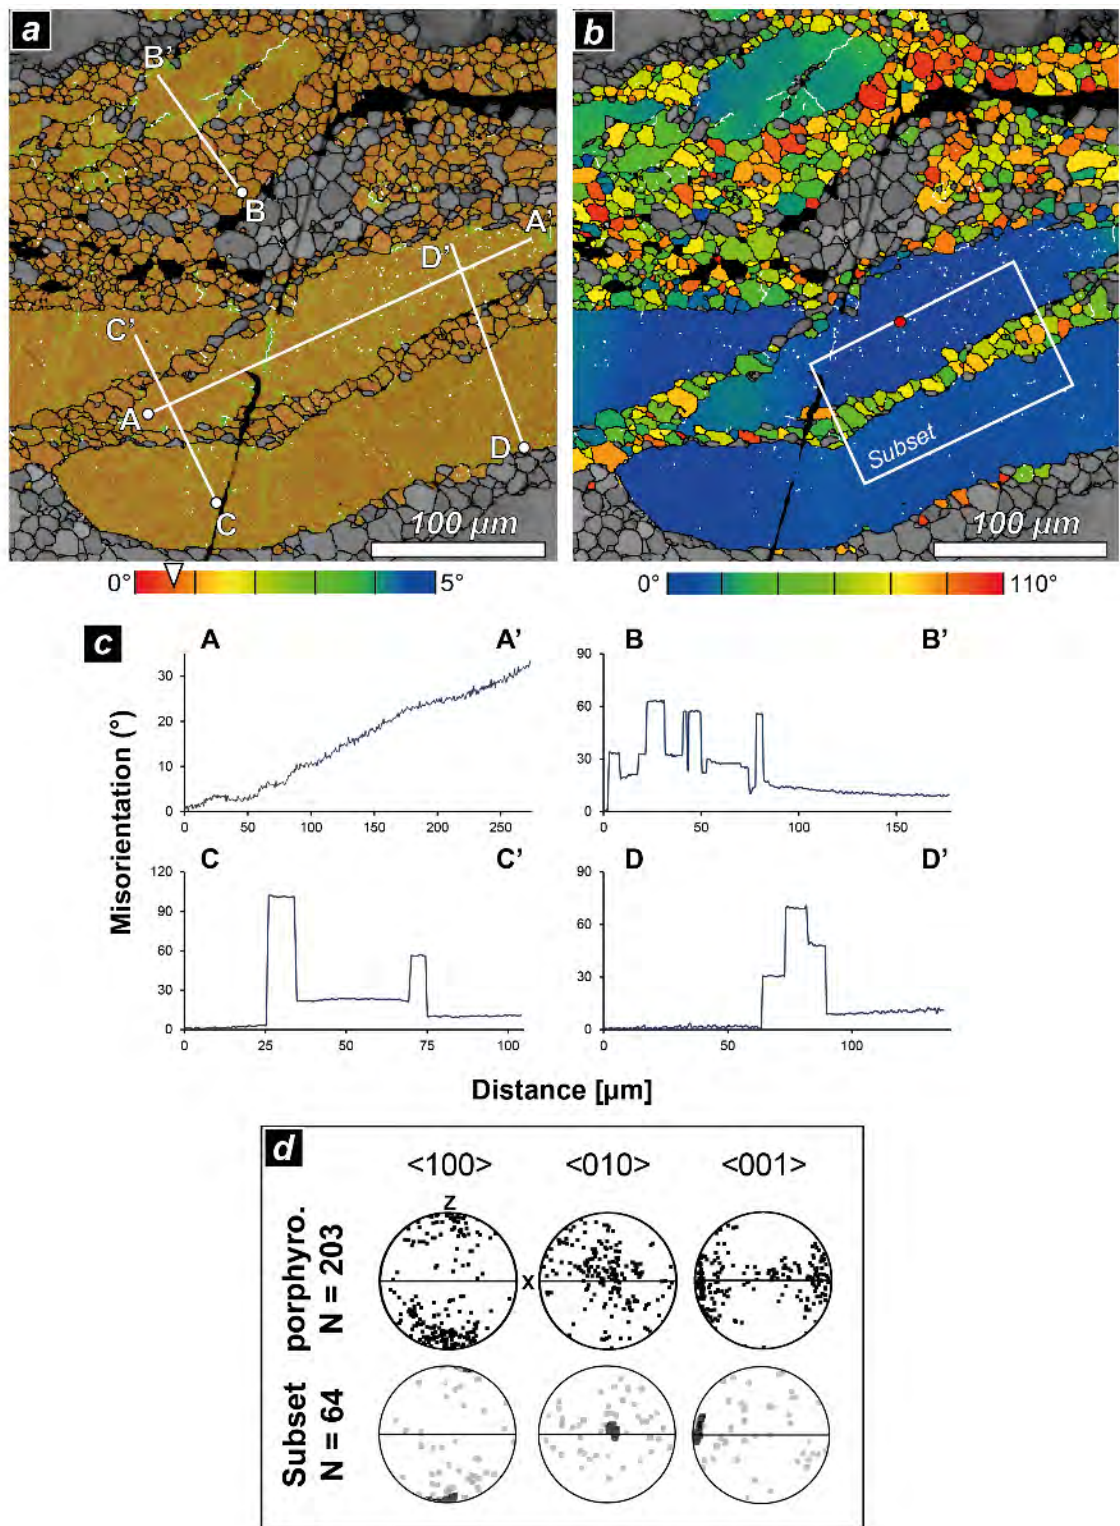 a
b
B'
B
A'
D'
C'
A
D
C
Subset
100 µm
100 µm
0° 5°
0° 110°
c
A A'
B B'
30
20
10
0
0 50 100 150 200 250
90
60
30
0
0 50 100 150
Misorientation (°)
C C'
D D'
120
90
60
30
0
0 25 50 75 100
90
60
30
0
0 50 100
Distance [µm]
d
<100> <010> <001>
Z
X
porphyro.
N = 203
Subset
N = 64